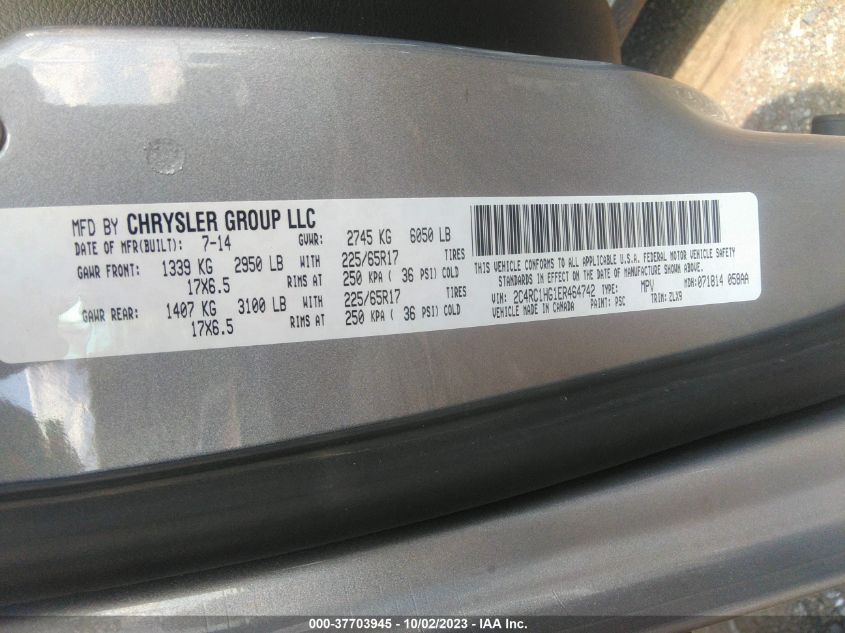 MFD BY CHRYSLER GROUP LLC
DATE OF MFR(BUILT): 7-14 GVWR: 2745 KG 6050 LB
GAWR FRONT: 1339 KG 2950 LB WITH 225/65R17 TIRES
17X6.5 RIMS AT 250 KPA ( 36 PSI) COLD
GAWR REAR: 1407 KG 3100 LB WITH 225/65R17 TIRES
17X6.5 RIMS AT 250 KPA ( 36 PSI) COLD
THIS VEHICLE CONFORMS TO ALL APPLICABLE U.S.A. FEDERAL MOTOR VEHICLE SAFETY
STANDARDS IN EFFECT ON THE DATE OF MANUFACTURE SHOWN ABOVE.
VIN: 2C4RC1HG1ER464742 TYPE: MPV MDH:071814 058AA
VEHICLE MADE IN CANADA PAINT: PSC TRIM: ZLX9
000-37703945 - 10/02/2023 - IAA Inc.